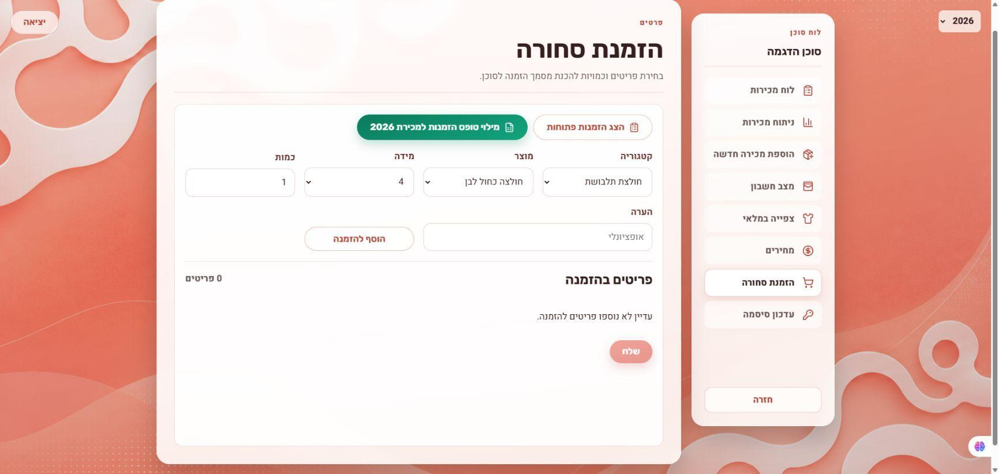 2026
יציאה
לוח סוכן
סוכן הדגמה
לוח מכירות
ניתוח מכירות
הוספת מכירה חדשה
מצב חשבון
צפייה במלאי
מחירים
הזמנת סחורה
עדכון סיסמה
חזרה
פרטים
הזמנת סחורה
בחירת פריטים וכמויות להכנת מסמך הזמנה לסוכן.
הצג הזמנות פתוחות
מילוי טופס הזמנות למכירת 2026
קטגוריה
מוצר
מידה
כמות
חולצת תלבושת
חולצה כחול לבן
4
1
הערה
אופציונלי
הוסף להזמנה
פריטים בהזמנה
0 פריטים
עדיין לא נוספו פריטים להזמנה.
שלח